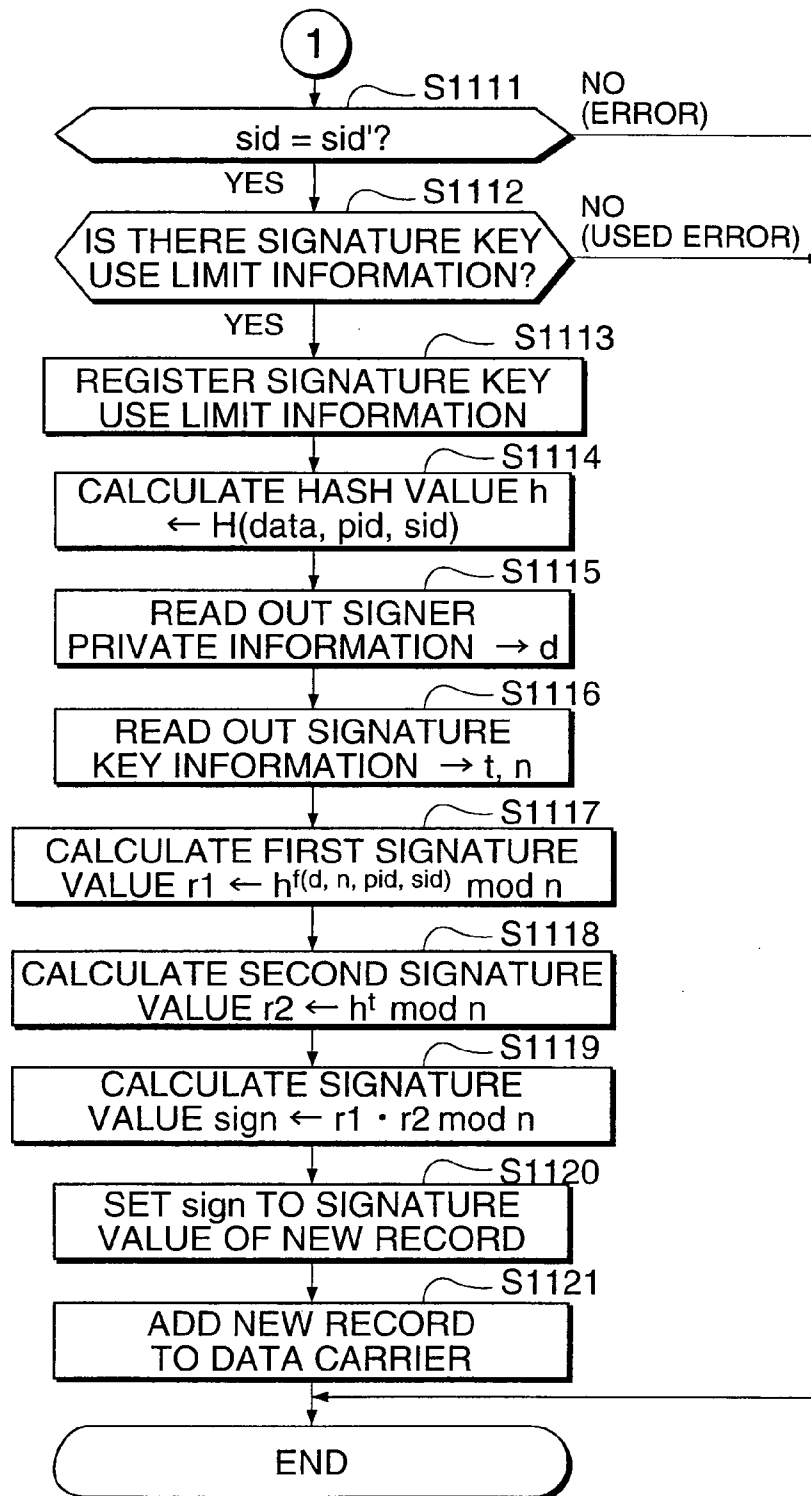 1
S1111
NO
(ERROR)
sid = sid'?
YES
S1112
NO
(USED ERROR)
IS THERE SIGNATURE KEY
USE LIMIT INFORMATION?
YES
S1113
REGISTER SIGNATURE KEY
USE LIMIT INFORMATION
S1114
CALCULATE HASH VALUE h
← H(data, pid, sid)
S1115
READ OUT SIGNER
PRIVATE INFORMATION → d
S1116
READ OUT SIGNATURE
KEY INFORMATION → t, n
S1117
CALCULATE FIRST SIGNATURE
VALUE r1 ← h^f(d, n, pid, sid) mod n
S1118
CALCULATE SECOND SIGNATURE
VALUE r2 ← h^t mod n
S1119
CALCULATE SIGNATURE
VALUE sign ← r1 · r2 mod n
S1120
SET sign TO SIGNATURE
VALUE OF NEW RECORD
S1121
ADD NEW RECORD
TO DATA CARRIER
END